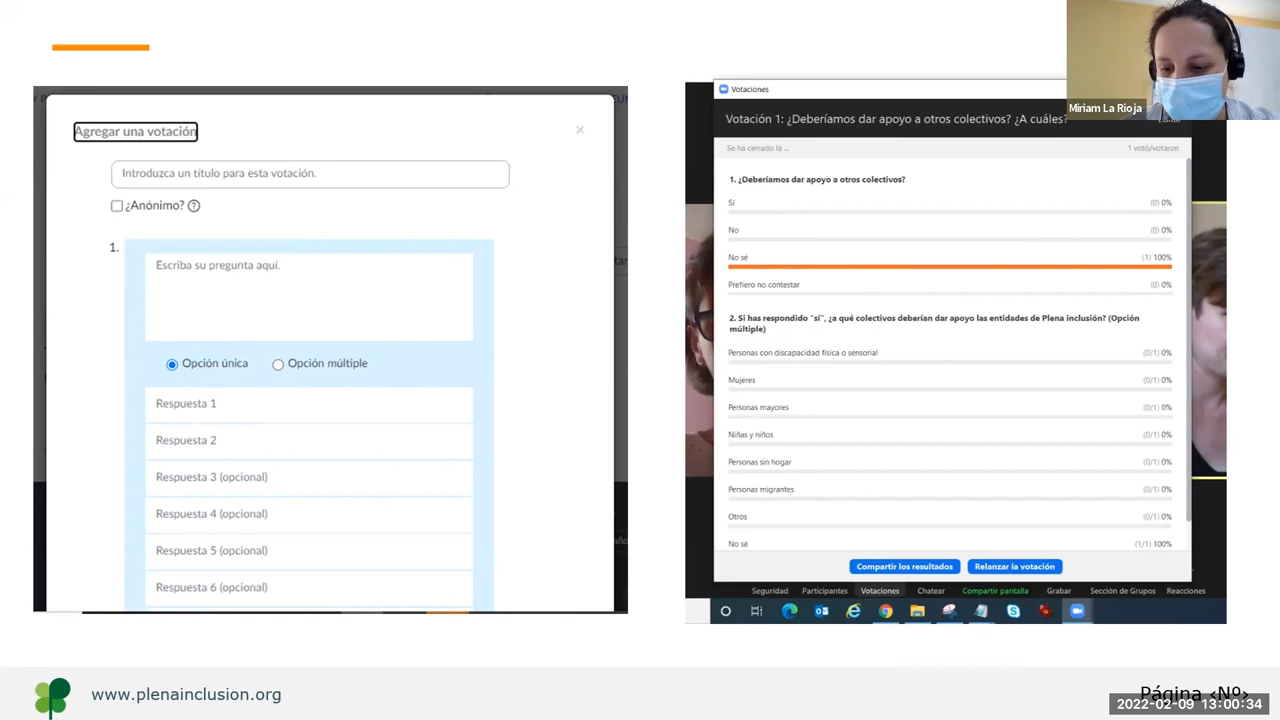 Agregar una votación
×
Introduzca un título para esta votación.
¿Anónimo?
1.
Escriba su pregunta aquí.
Opción única
Opción múltiple
Respuesta 1
Respuesta 2
Respuesta 3 (opcional)
Respuesta 4 (opcional)
Respuesta 5 (opcional)
Respuesta 6 (opcional)
Votaciones
Votación 1: ¿Deberíamos dar apoyo a otros colectivos? ¿A cuáles?
Se ha cerrado la ...
1 votó/votaron
1. ¿Deberíamos dar apoyo a otros colectivos?
Sí (0) 0%
No (0) 0%
No sé (1) 100%
Prefiero no contestar (0) 0%
2. Si has respondido "sí", ¿a qué colectivos deberían dar apoyo las entidades de Plena inclusión? (Opción
múltiple)
Personas con discapacidad física o sensorial (0/1) 0%
Mujeres (0/1) 0%
Personas mayores (0/1) 0%
Niñas y niños (0/1) 0%
Personas sin hogar (0/1) 0%
Personas migrantes (0/1) 0%
Otros (0/1) 0%
No sé (1/1) 100%
Compartir los resultados
Relanzar la votación
Seguridad Participantes Votaciones Chatear Compartir pantalla Grabar Sección de Grupos Reacciones
Miriam La Rioja
www.plenainclusion.org
Página ‹Nº›
2022-02-09 13:00:34